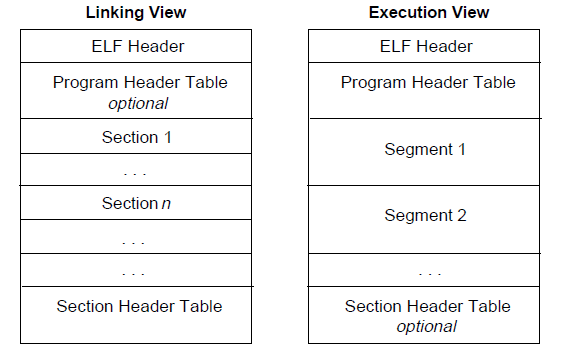 Linking View
ELF Header
Program Header Table
optional
Section 1
. . .
Section n
. . .
. . .
Section Header Table
Execution View
ELF Header
Program Header Table
Segment 1
Segment 2
. . .
Section Header Table
optional